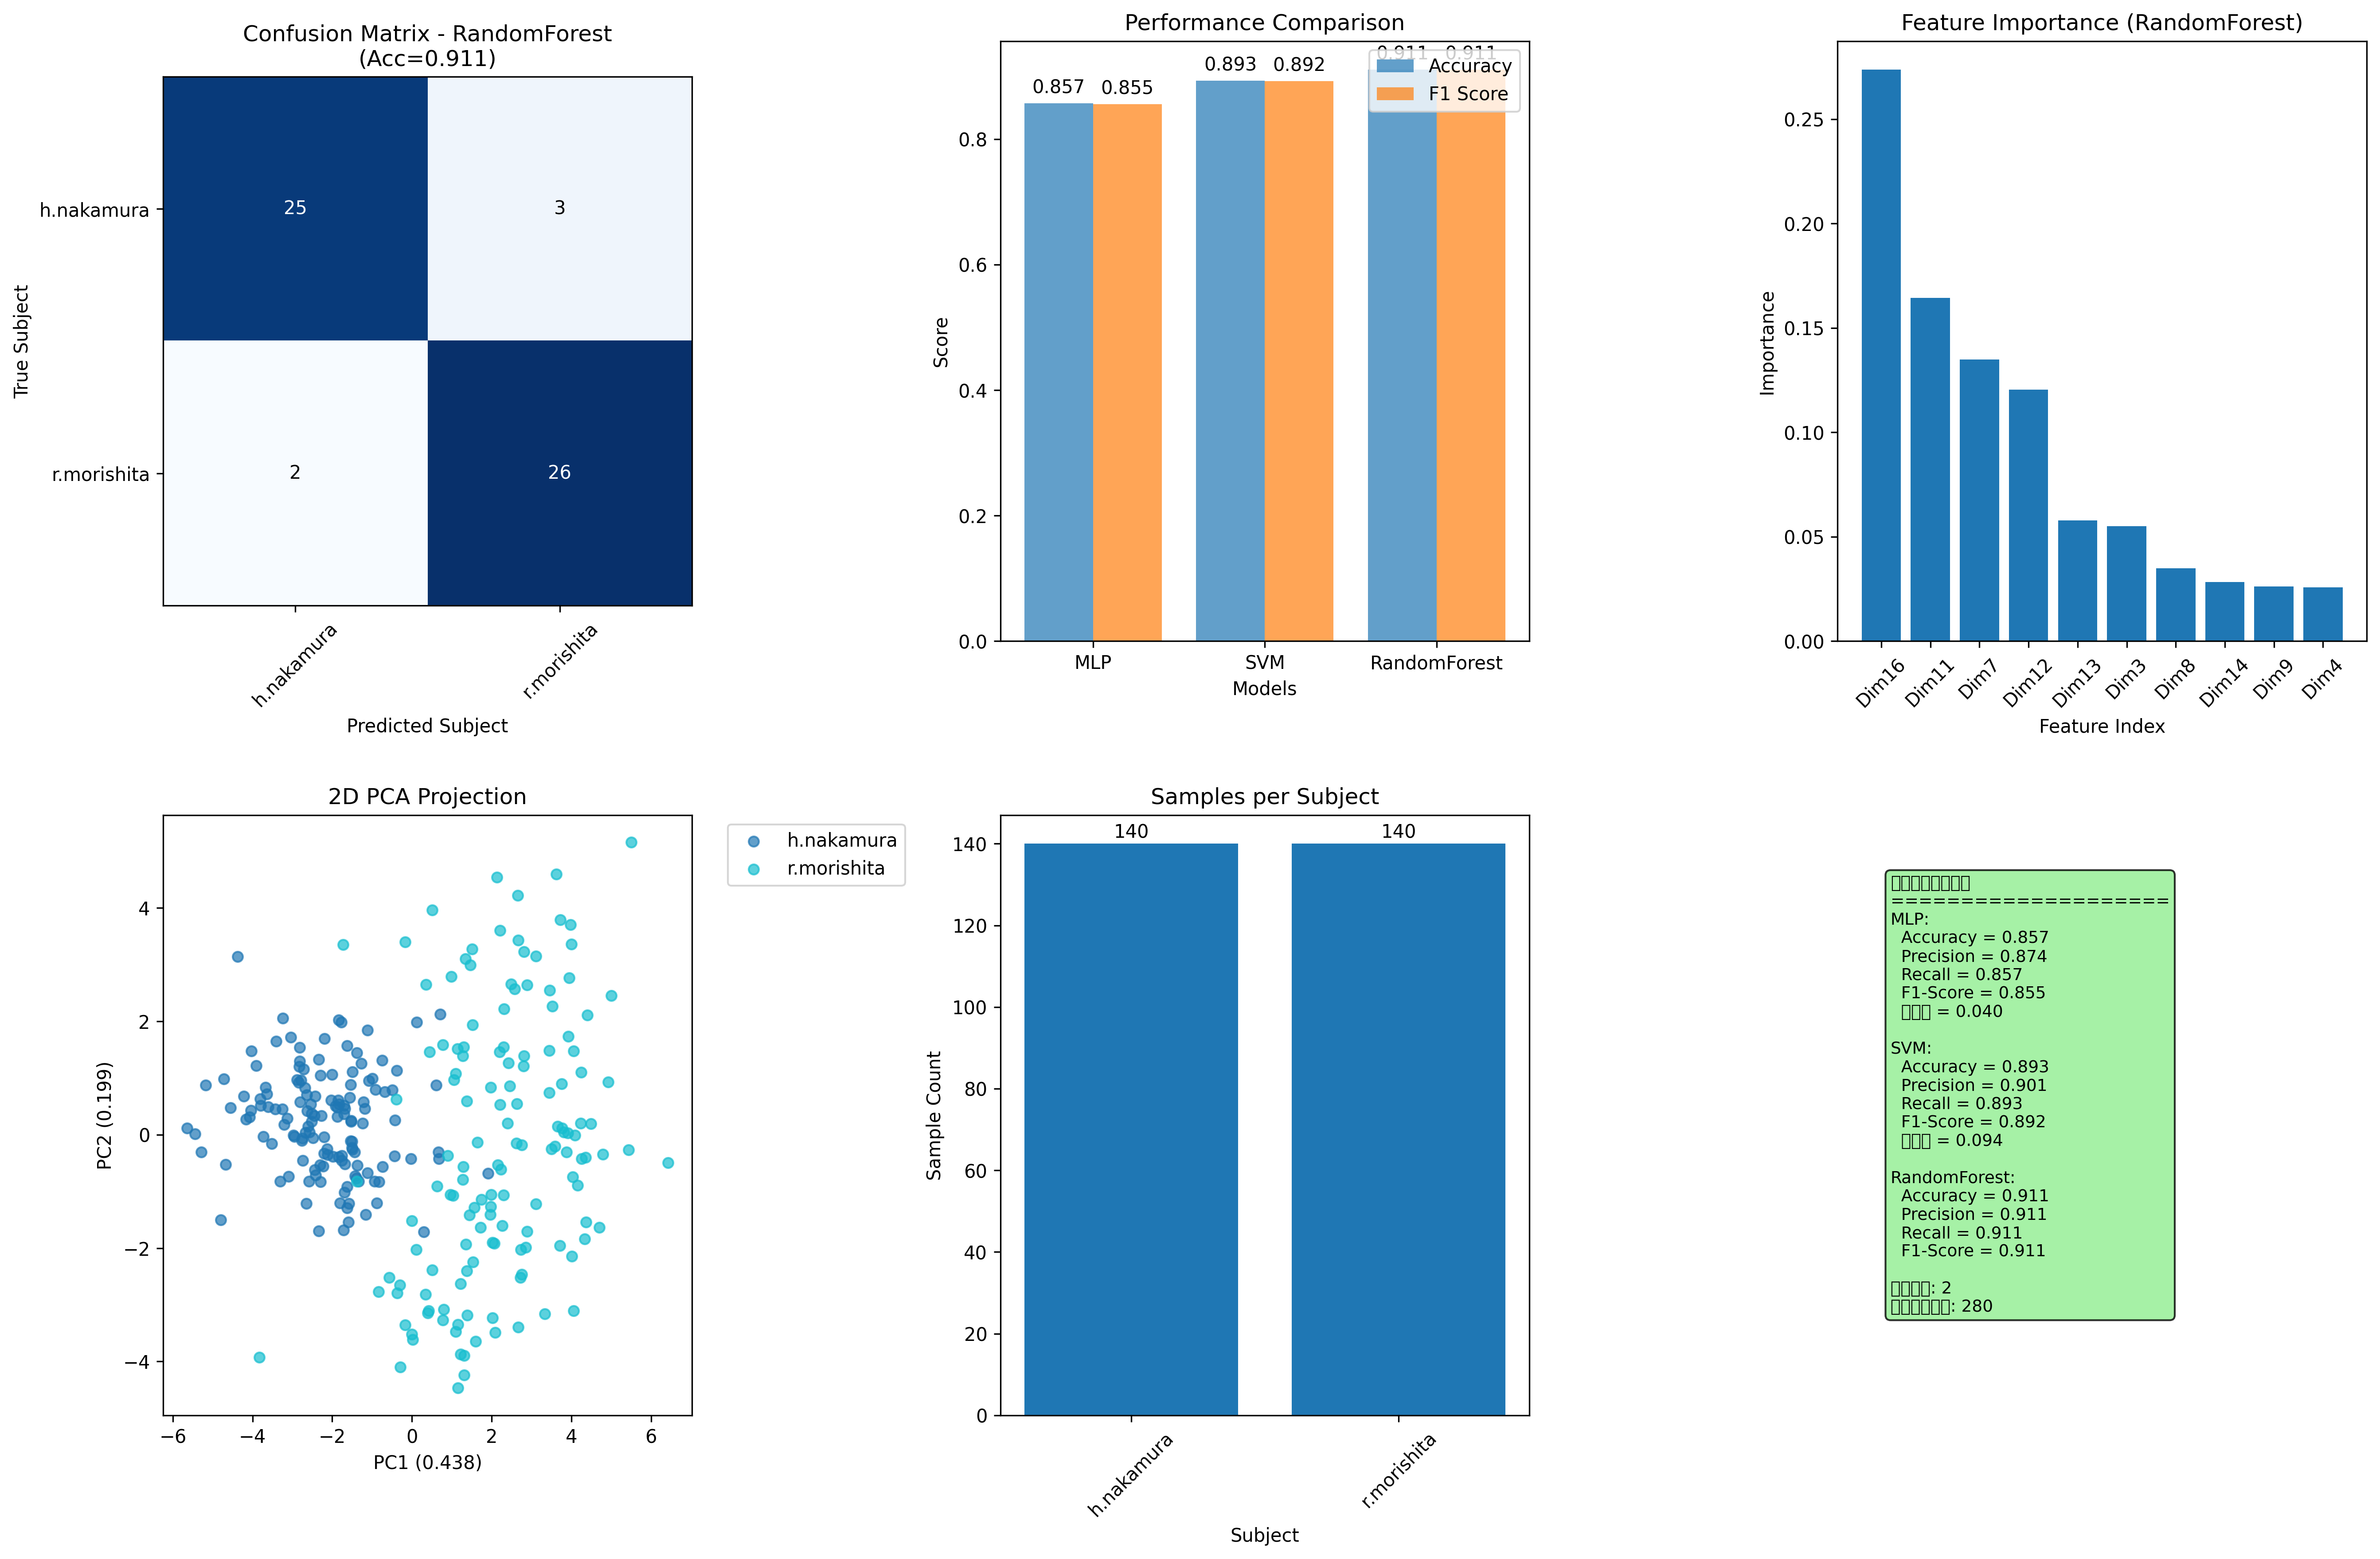 Confusion Matrix - RandomForest
(Acc=0.911)
True Subject
h.nakamura
r.morishita
25
3
2
26
h.nakamura
r.morishita
Predicted Subject
Performance Comparison
Score
0.8
0.6
0.4
0.2
0.0
0.857
0.855
0.893
0.892
0.911
0.911
Accuracy
F1 Score
MLP
SVM
RandomForest
Models
Feature Importance (RandomForest)
Importance
0.25
0.20
0.15
0.10
0.05
0.00
Dim16
Dim11
Dim7
Dim12
Dim13
Dim3
Dim8
Dim14
Dim9
Dim4
Feature Index
2D PCA Projection
PC2 (0.199)
4
2
0
−2
−4
−6
−4
−2
0
2
4
6
PC1 (0.438)
h.nakamura
r.morishita
Samples per Subject
Sample Count
140
120
100
80
60
40
20
0
140
140
h.nakamura
r.morishita
Subject
====================
MLP:
Accuracy = 0.857
Precision = 0.874
Recall = 0.857
F1-Score = 0.855
= 0.040
SVM:
Accuracy = 0.893
Precision = 0.901
Recall = 0.893
F1-Score = 0.892
= 0.094
RandomForest:
Accuracy = 0.911
Precision = 0.911
Recall = 0.911
F1-Score = 0.911
: 2
: 280